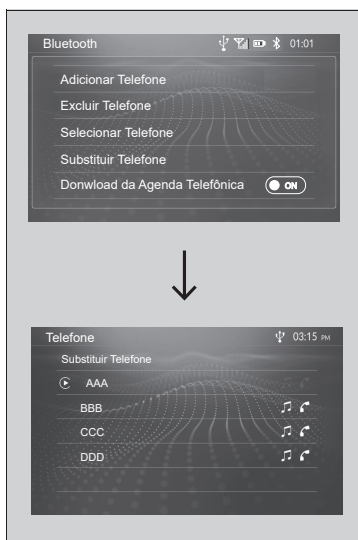 Bluetooth 01:01
Adicionar Telefone
Excluir Telefone
Selecionar Telefone
Substituir Telefone
Donwload da Agenda Telefônica ON
Telefone 03:15 PM
Substituir Telefone
AAA
BBB
CCC
DDD